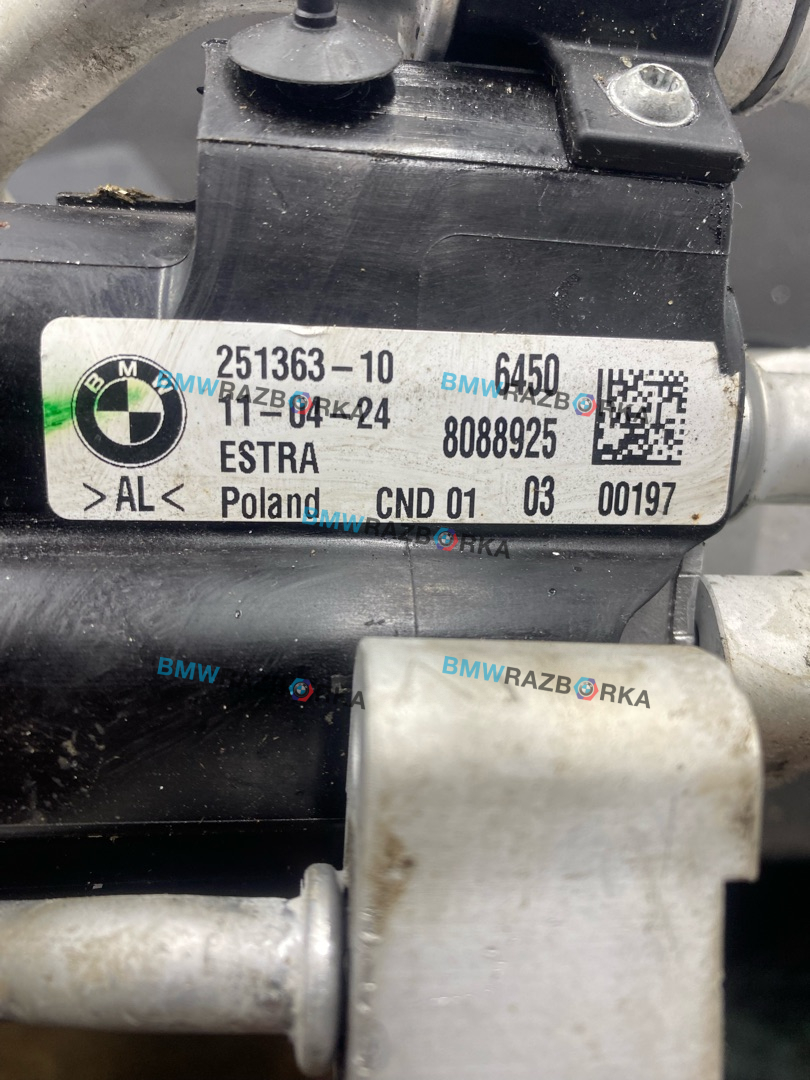 BMW
251363-10 6450
11-04-24 8088925
ESTRA
>AL< Poland CND 01 03 00197
BMWRAZBORKA
BMWRAZBORKA
BMWRAZBORKA
BMWRAZBORKA
BMWRAZBORKA